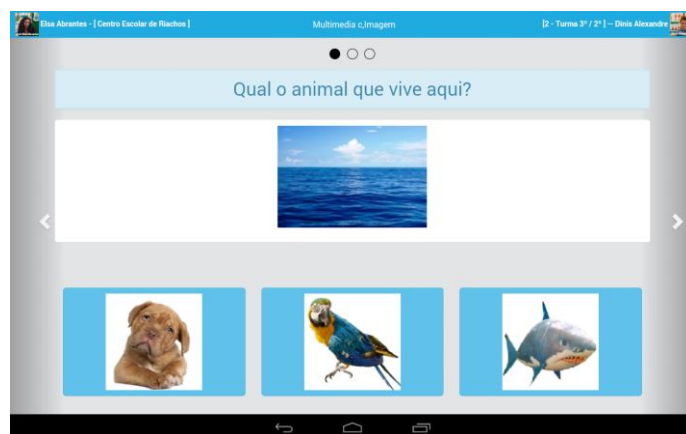 Elsa Abrantes - [ Centro Escolar de Riachos ]
Multimedia c,Imagem
[2 - Turma 3º / 2º ] -- Dinis Alexandre
Qual o animal que vive aqui?